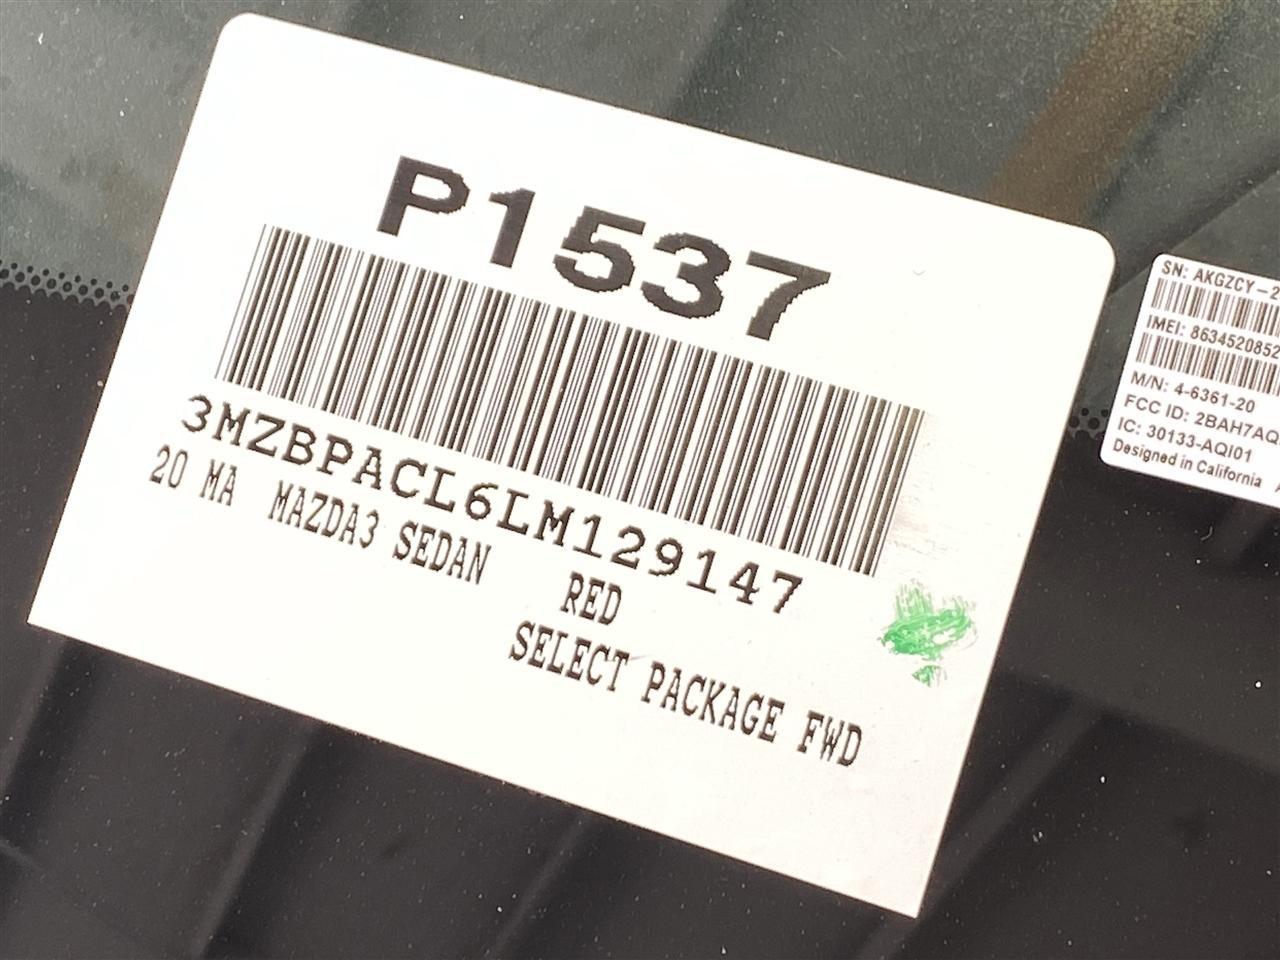 P1537
3MZBPACL6LM129147
20 MA MAZDA3 SEDAN
RED
SELECT PACKAGE FWD
SN: AKGZCY-2
IMEI: 8634520852
M/N: 4-6361-20
FCC ID: 2BAH7AQ
IC: 30133-AQI01
Designed in California A